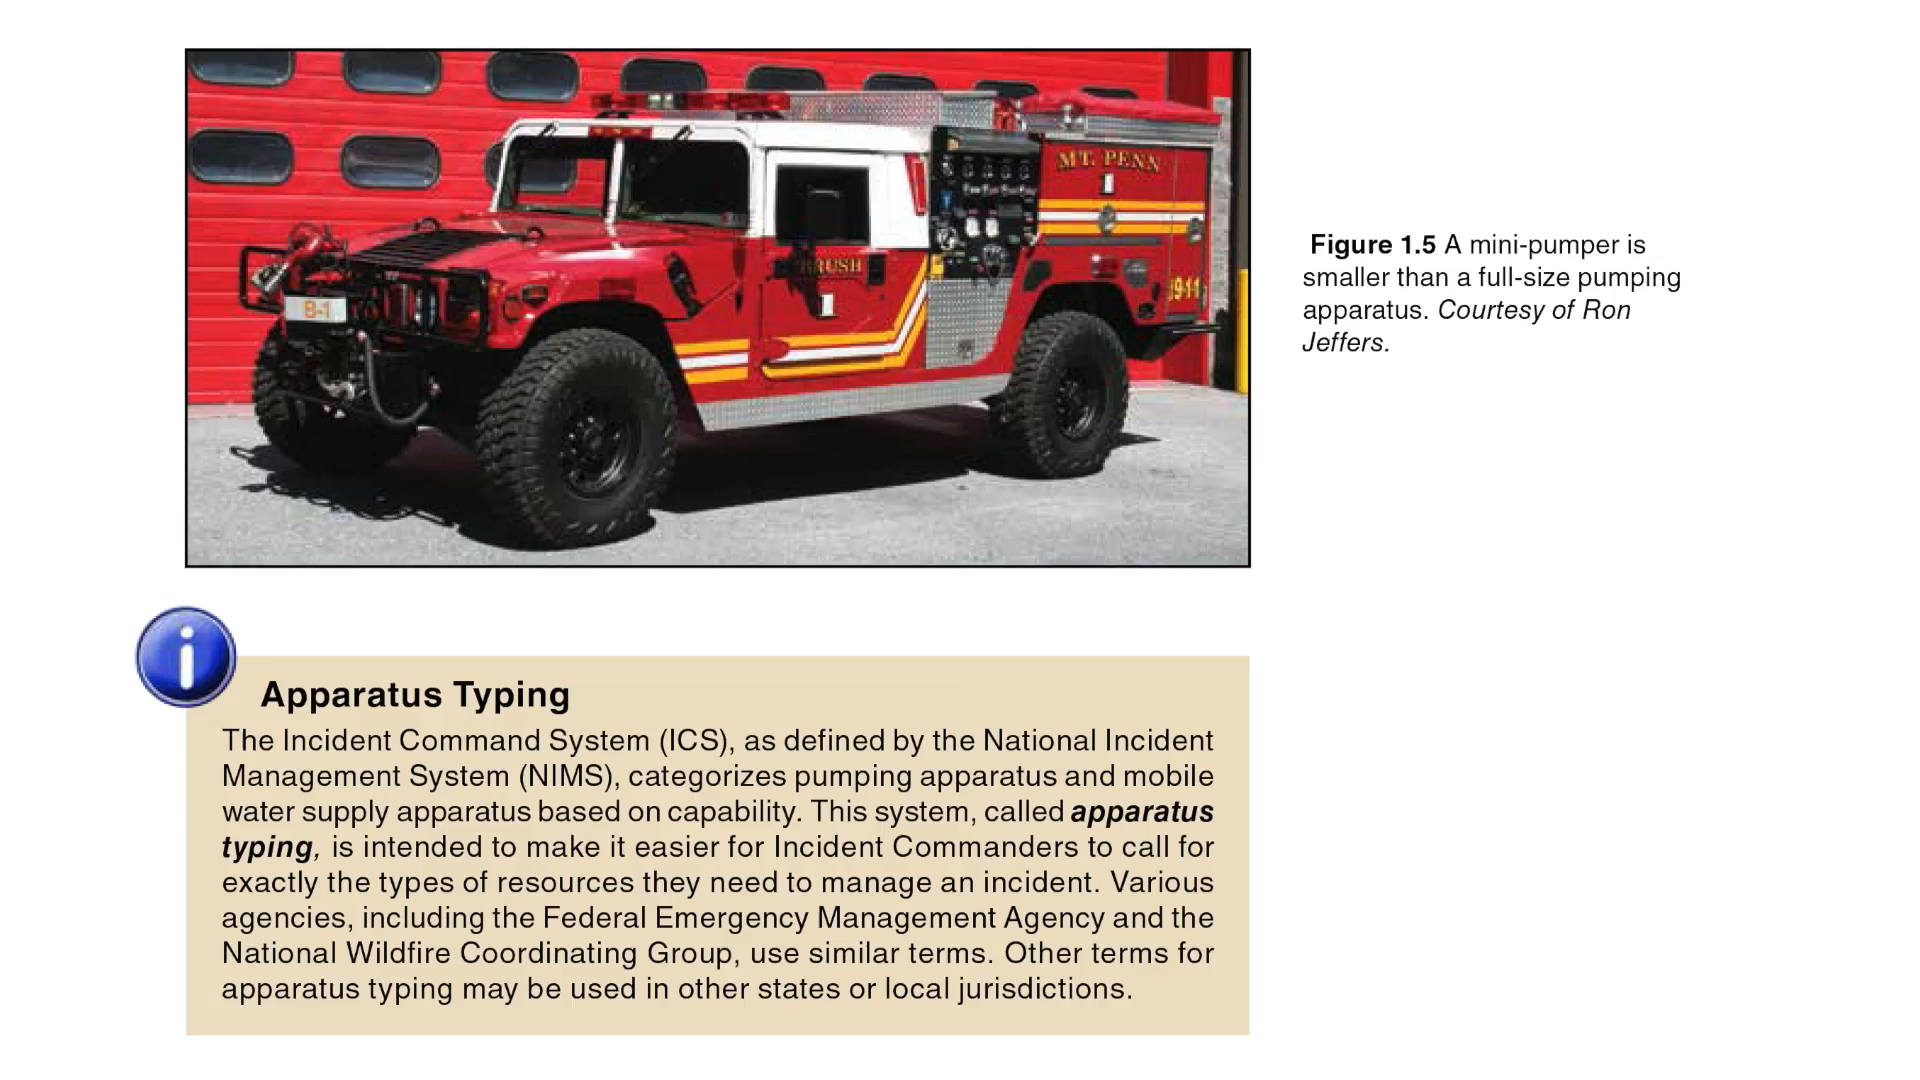 MT. PENN
BRUSH
B-1
Figure 1.5 A mini-pumper is
smaller than a full-size pumping
apparatus. Courtesy of Ron
Jeffers.
i
Apparatus Typing
The Incident Command System (ICS), as defined by the National Incident
Management System (NIMS), categorizes pumping apparatus and mobile
water supply apparatus based on capability. This system, called apparatus
typing, is intended to make it easier for Incident Commanders to call for
exactly the types of resources they need to manage an incident. Various
agencies, including the Federal Emergency Management Agency and the
National Wildfire Coordinating Group, use similar terms. Other terms for
apparatus typing may be used in other states or local jurisdictions.